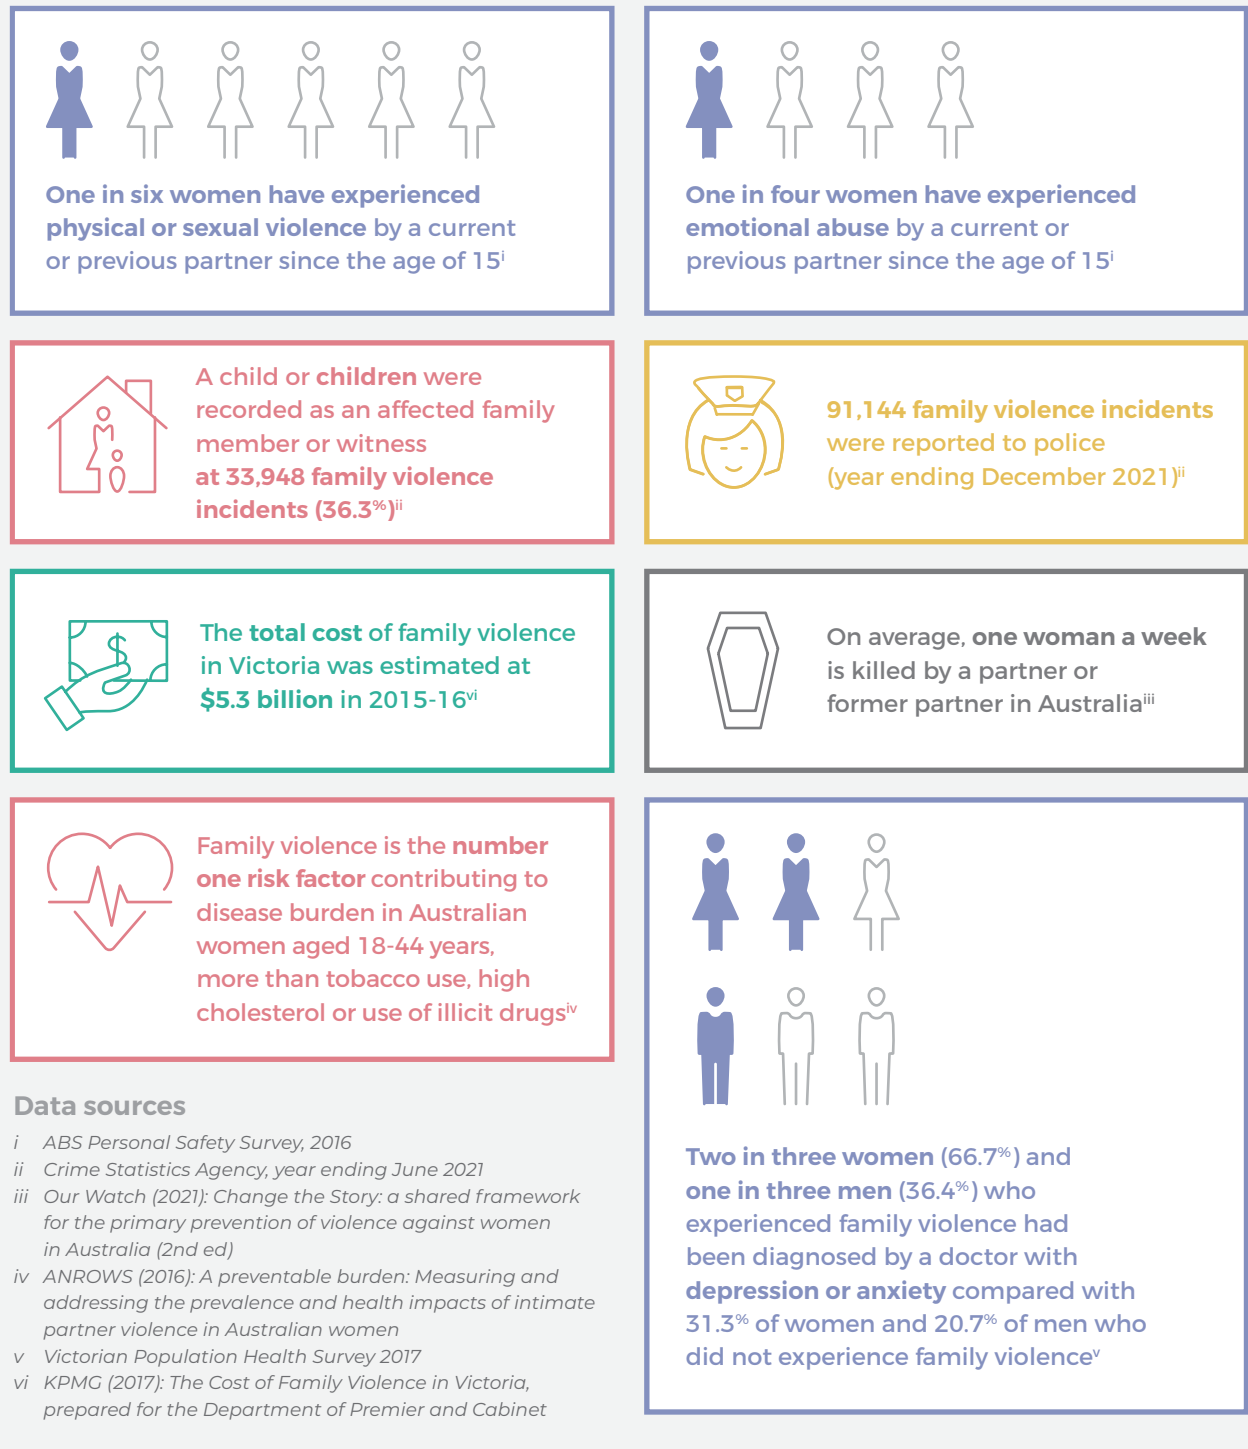 One in six women have experienced
physical or sexual violence by a current
or previous partner since the age of 15i
One in four women have experienced
emotional abuse by a current or
previous partner since the age of 15i
A child or children were
recorded as an affected family
member or witness
at 33,948 family violence
incidents (36.3%)ii
91,144 family violence incidents
were reported to police
(year ending December 2021)ii
The total cost of family violence
in Victoria was estimated at
$5.3 billion in 2015-16vi
On average, one woman a week
is killed by a partner or
former partner in Australiaiii
Family violence is the number
one risk factor contributing to
disease burden in Australian
women aged 18-44 years,
more than tobacco use, high
cholesterol or use of illicit drugsiv
Two in three women (66.7%) and
one in three men (36.4%) who
experienced family violence had
been diagnosed by a doctor with
depression or anxiety compared with
31.3% of women and 20.7% of men who
did not experience family violencev
Data sources
i ABS Personal Safety Survey, 2016
ii Crime Statistics Agency, year ending June 2021
iii Our Watch (2021): Change the Story: a shared framework
for the primary prevention of violence against women
in Australia (2nd ed)
iv ANROWS (2016): A preventable burden: Measuring and
addressing the prevalence and health impacts of intimate
partner violence in Australian women
v Victorian Population Health Survey 2017
vi KPMG (2017): The Cost of Family Violence in Victoria,
prepared for the Department of Premier and Cabinet